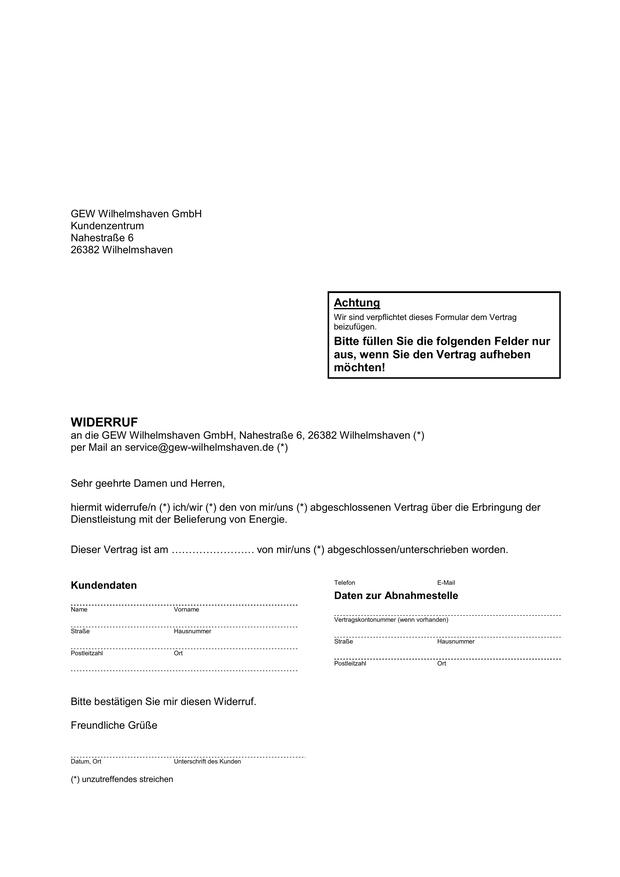 GEW Wilhelmshaven GmbH
Kundenzentrum
Nahestraße 6
26382 Wilhelmshaven
Achtung
Wir sind verpflichtet dieses Formular dem Vertrag
beizufügen.
Bitte füllen Sie die folgenden Felder nur
aus, wenn Sie den Vertrag aufheben
möchten!
WIDERRUF
an die GEW Wilhelmshaven GmbH, Nahestraße 6, 26382 Wilhelmshaven (*)
per Mail an service@gew-wilhelmshaven.de (*)
Sehr geehrte Damen und Herren,
hiermit widerrufe/n (*) ich/wir (*) den von mir/uns (*) abgeschlossenen Vertrag über die Erbringung der
Dienstleistung mit der Belieferung von Energie.
Dieser Vertrag ist am …………………… von mir/uns (*) abgeschlossen/unterschrieben worden.
Kundendaten
Name Vorname
Straße Hausnummer
Postleitzahl Ort
Telefon E-Mail
Daten zur Abnahmestelle
Vertragskontonummer (wenn vorhanden)
Straße Hausnummer
Postleitzahl Ort
Bitte bestätigen Sie mir diesen Widerruf.
Freundliche Grüße
Datum, Ort Unterschrift des Kunden
(*) unzutreffendes streichen